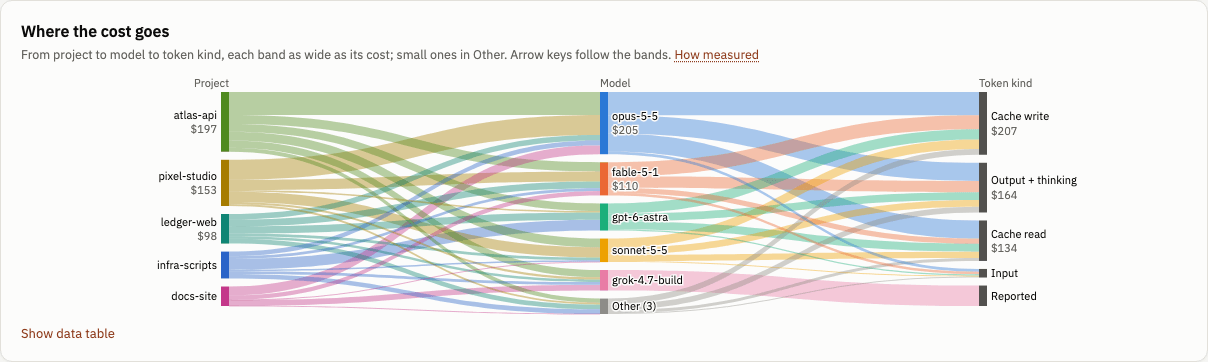 Where the cost goes
From project to model to token kind, each band as wide as its cost; small ones in Other. Arrow keys follow the bands. How measured
Project
Model
Token kind
atlas-api
$197
pixel-studio
$153
ledger-web
$98
infra-scripts
docs-site
opus-5-5
$205
fable-5-1
$110
gpt-6-astra
sonnet-5-5
grok-4.7-build
Other (3)
Cache write
$207
Output + thinking
$164
Cache read
$134
Input
Reported
Show data table